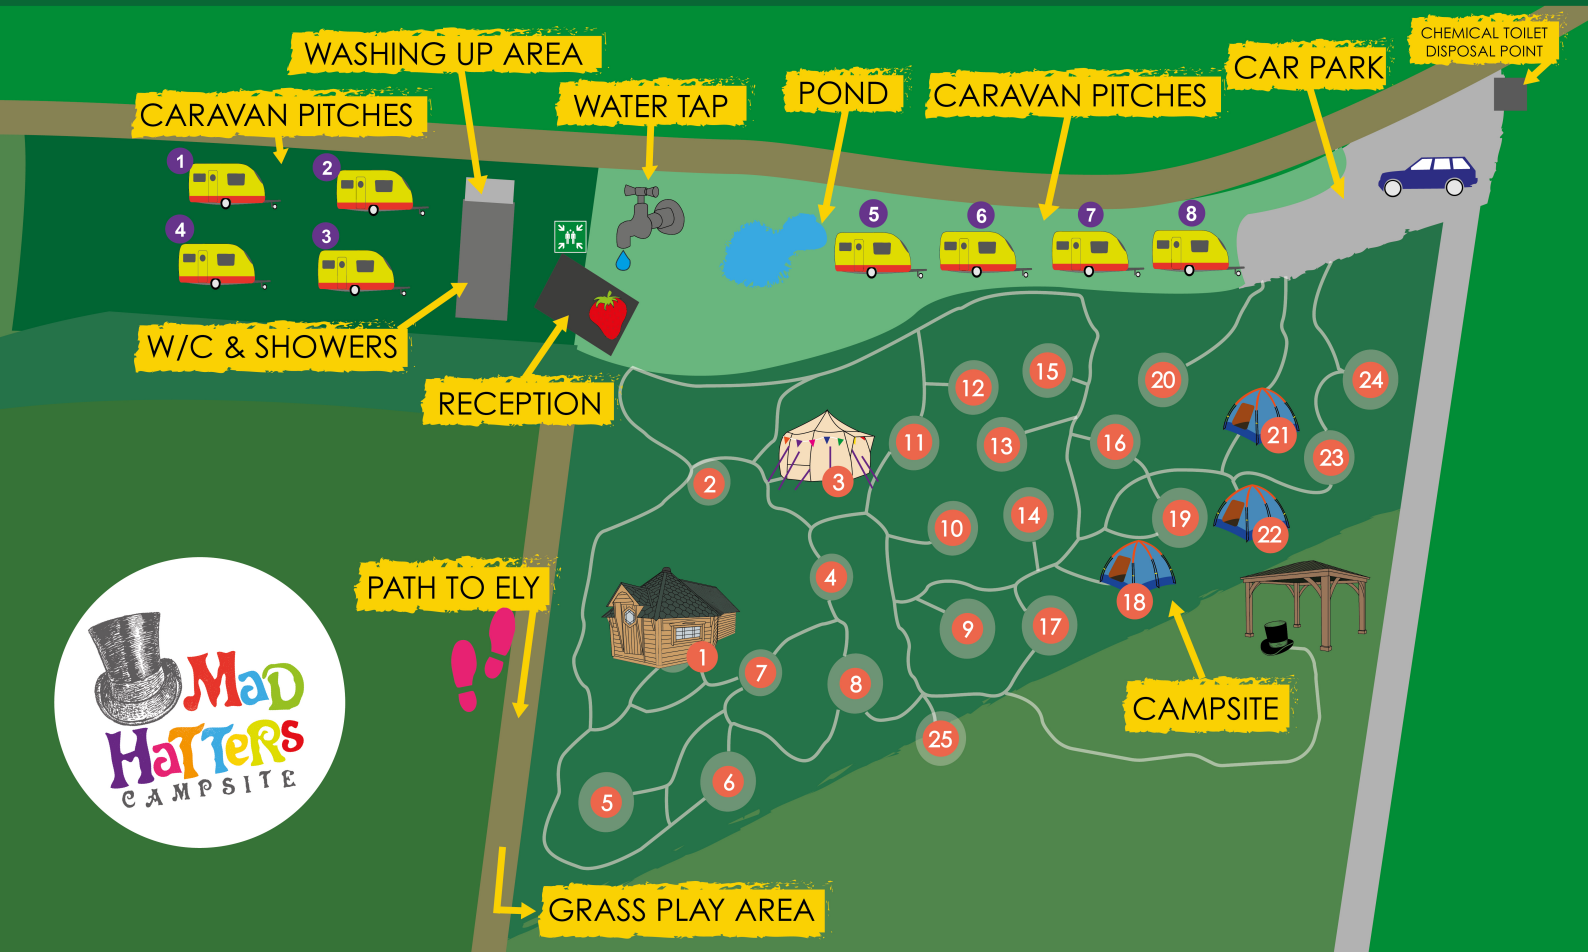 CHEMICAL TOILET
DISPOSAL POINT
WASHING UP AREA
CAR PARK
POND
CARAVAN PITCHES
WATER TAP
CARAVAN PITCHES
1
2
4
3
5
6
7
8
W/C & SHOWERS
RECEPTION
15
12
20
24
11
13
16
21
23
2
3
10
14
19
22
4
18
9
17
1
7
8
25
6
5
PATH TO ELY
CAMPSITE
MaD
HaTTeRs
CAMPSITE
GRASS PLAY AREA